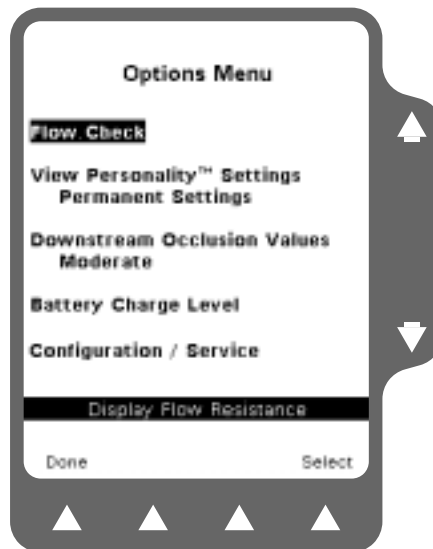 Options Menu
Flow Check
View Personality™ Settings
Permanent Settings
Downstream Occlusion Values
Moderate
Battery Charge Level
Configuration / Service
Display Flow Resistance
Done Select